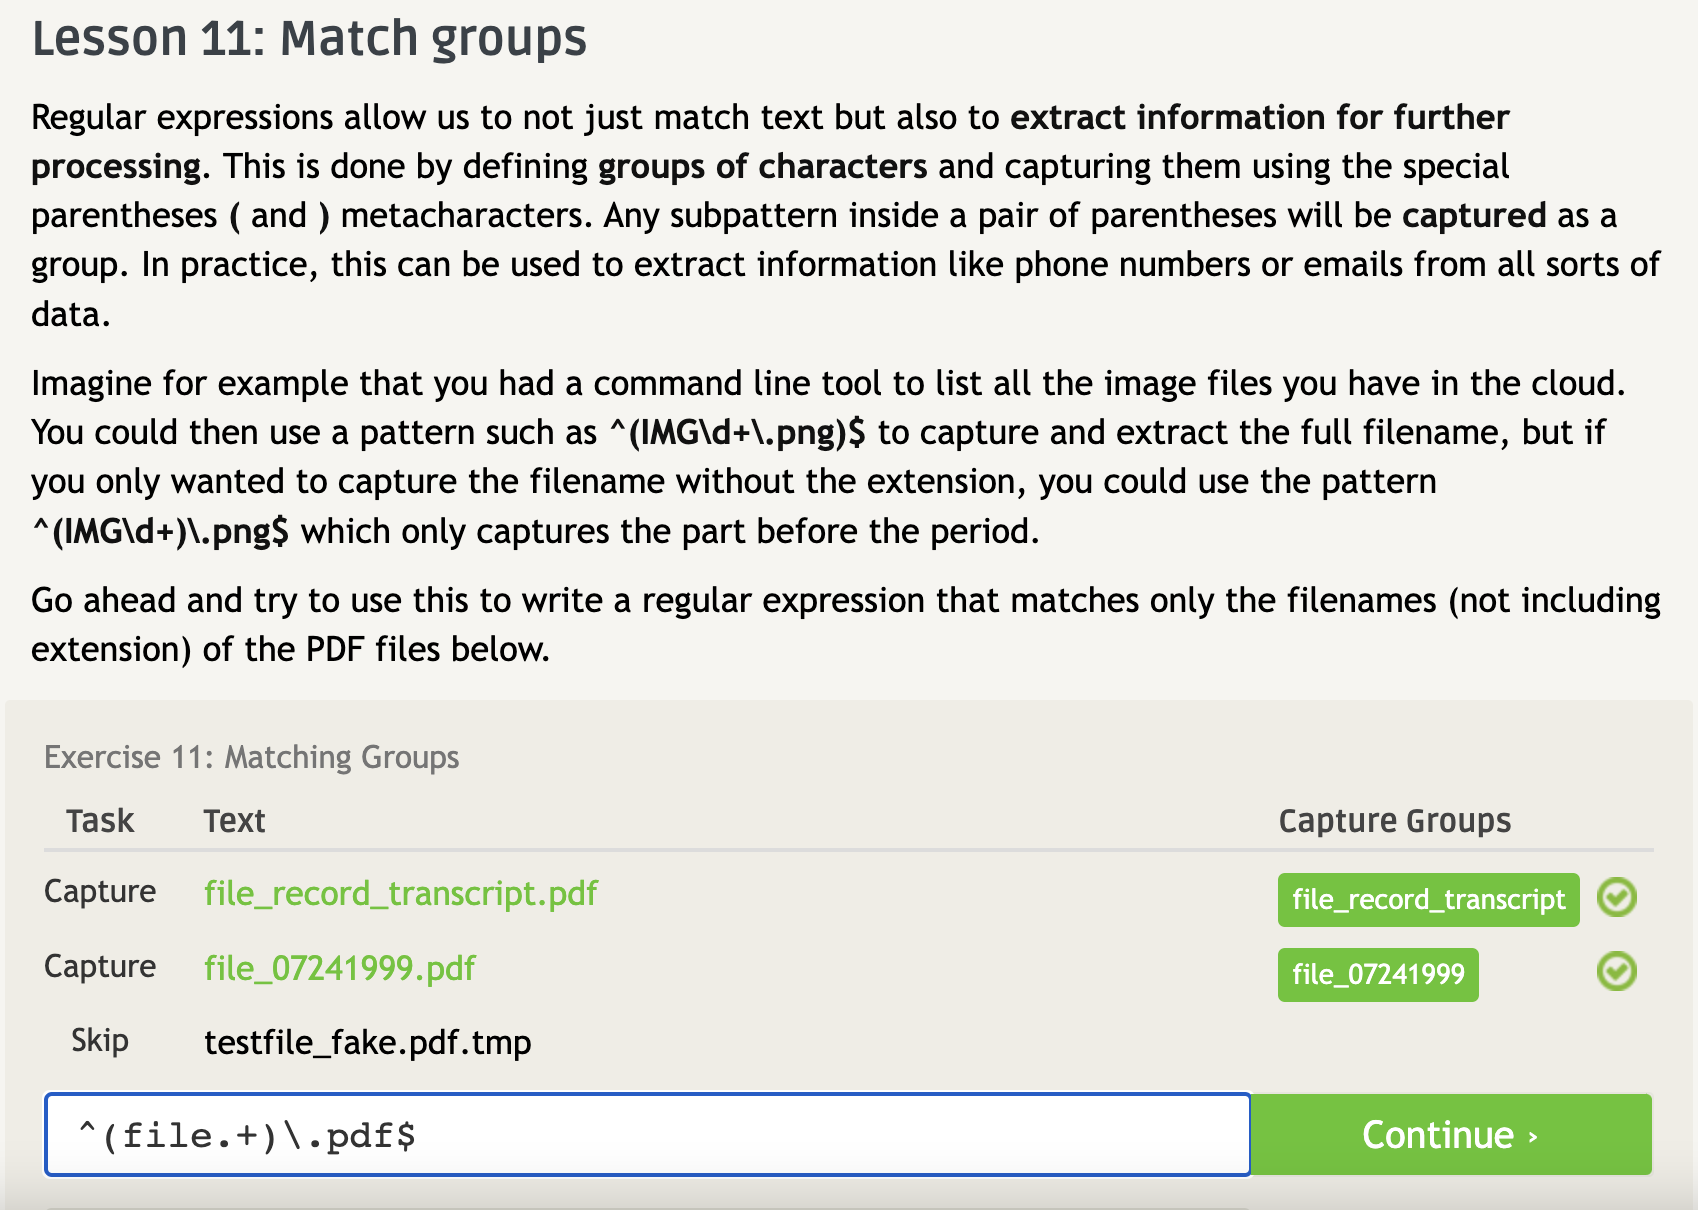 Lesson 11: Match groups
Regular expressions allow us to not just match text but also to extract information for further
processing. This is done by defining groups of characters and capturing them using the special
parentheses ( and ) metacharacters. Any subpattern inside a pair of parentheses will be captured as a
group. In practice, this can be used to extract information like phone numbers or emails from all sorts of
data.
Imagine for example that you had a command line tool to list all the image files you have in the cloud.
You could then use a pattern such as ^(IMG\d+\.png)$ to capture and extract the full filename, but if
you only wanted to capture the filename without the extension, you could use the pattern
^(IMG\d+)\.png$ which only captures the part before the period.
Go ahead and try to use this to write a regular expression that matches only the filenames (not including
extension) of the PDF files below.
Exercise 11: Matching Groups
Task Text Capture Groups
Capture file_record_transcript.pdf file_record_transcript
Capture file_07241999.pdf file_07241999
Skip testfile_fake.pdf.tmp
^(file.+)\.pdf$ Continue ›